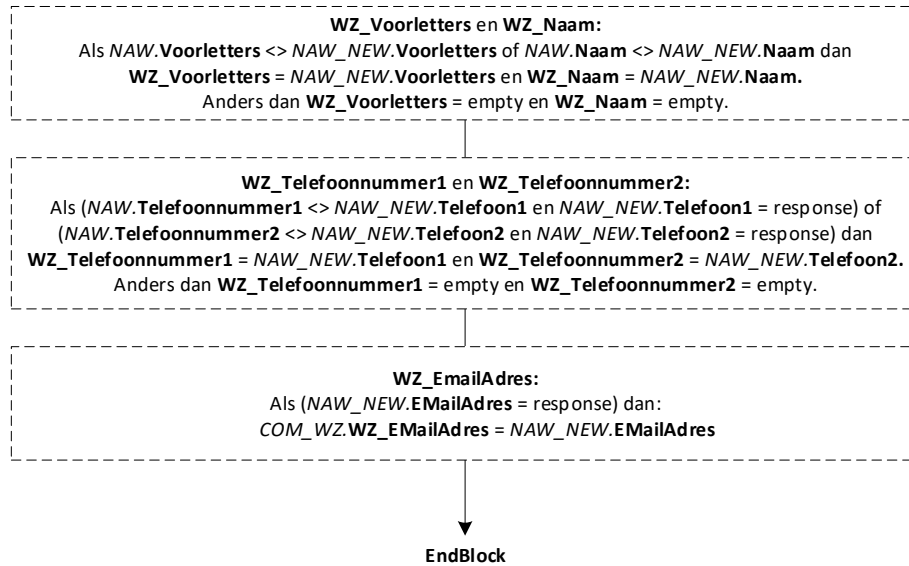 WZ_Voorletters en WZ_Naam:
Als NAW.Voorletters <> NAW_NEW.Voorletters of NAW.Naam <> NAW_NEW.Naam dan
WZ_Voorletters = NAW_NEW.Voorletters en WZ_Naam = NAW_NEW.Naam.
Anders dan WZ_Voorletters = empty en WZ_Naam = empty.
WZ_Telefoonnummer1 en WZ_Telefoonnummer2:
Als (NAW.Telefoonnummer1 <> NAW_NEW.Telefoon1 en NAW_NEW.Telefoon1 = response) of
(NAW.Telefoonnummer2 <> NAW_NEW.Telefoon2 en NAW_NEW.Telefoon2 = response) dan
WZ_Telefoonnummer1 = NAW_NEW.Telefoon1 en WZ_Telefoonnummer2 = NAW_NEW.Telefoon2.
Anders dan WZ_Telefoonnummer1 = empty en WZ_Telefoonnummer2 = empty.
WZ_EmailAdres:
Als (NAW_NEW.EMailAdres = response) dan:
COM_WZ.WZ_EMailAdres = NAW_NEW.EMailAdres
EndBlock